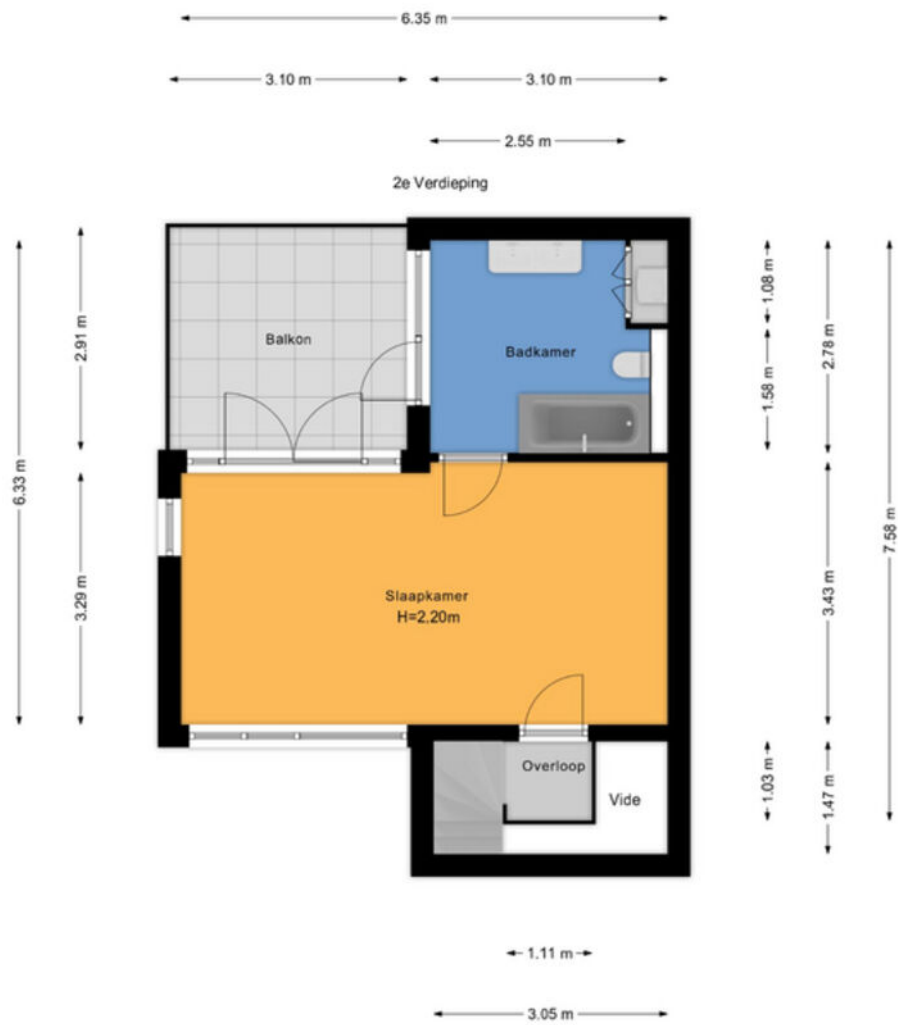 6.35 m
3.10 m
3.10 m
2.55 m
2e Verdieping
6.33 m
2.91 m
3.29 m
Balkon
Badkamer
1.08 m
1.58 m
2.78 m
7.58 m
3.43 m
Slaapkamer
H=2.20m
Overloop
Vide
1.03 m
1.47 m
1.11 m
3.05 m